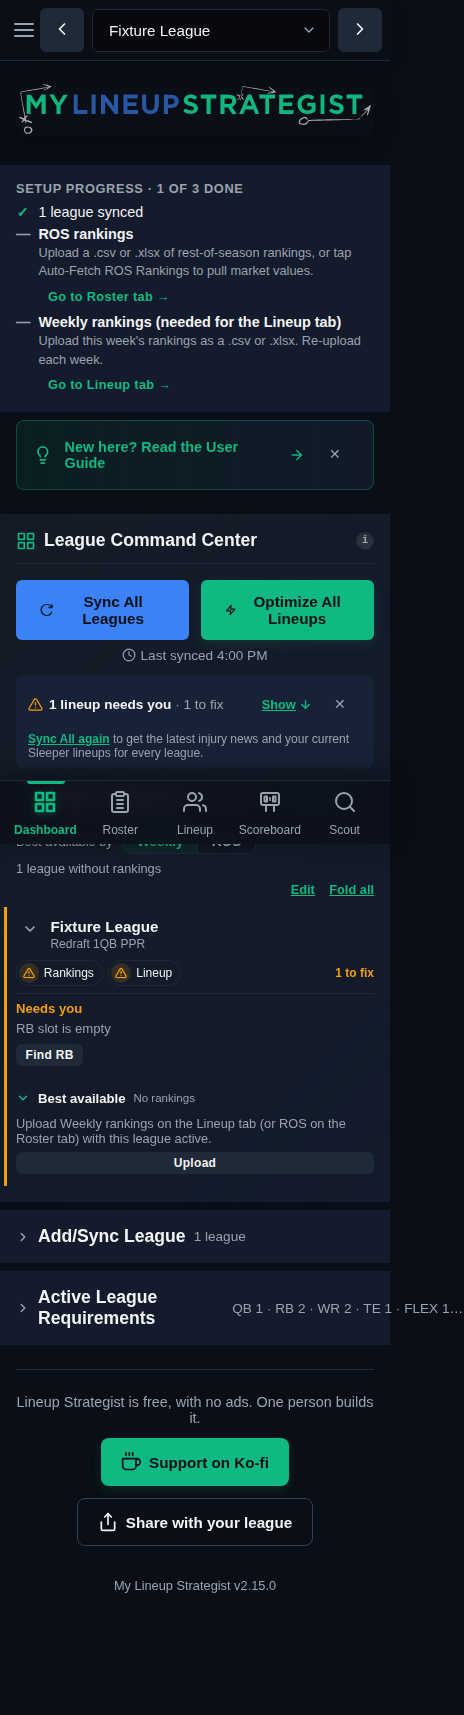 Fixture League
MY LINEUP STRATEGIST
SETUP PROGRESS · 1 OF 3 DONE
✓ 1 league synced
— ROS rankings
Upload a .csv or .xlsx of rest-of-season rankings, or tap
Auto-Fetch ROS Rankings to pull market values.
Go to Roster tab →
— Weekly rankings (needed for the Lineup tab)
Upload this week's rankings as a .csv or .xlsx. Re-upload
each week.
Go to Lineup tab →
New here? Read the User
Guide
→ ✕
League Command Center
i
Sync All
Leagues
Optimize All
Lineups
Last synced 4:00 PM
1 lineup needs you · 1 to fix
Show ↓ ✕
Sync All again to get the latest injury news and your current
Sleeper lineups for every league.
Dashboard
Roster
Lineup
Scoreboard
Scout
Best available by
Weekly
ROS
1 league without rankings
Edit Fold all
Fixture League
Redraft 1QB PPR
Rankings
Lineup
1 to fix
Needs you
RB slot is empty
Find RB
Best available No rankings
Upload Weekly rankings on the Lineup tab (or ROS on the
Roster tab) with this league active.
Upload
Add/Sync League 1 league
Active League
Requirements
QB 1 · RB 2 · WR 2 · TE 1 · FLEX 1…
Lineup Strategist is free, with no ads. One person builds
it.
Support on Ko-fi
Share with your league
My Lineup Strategist v2.15.0